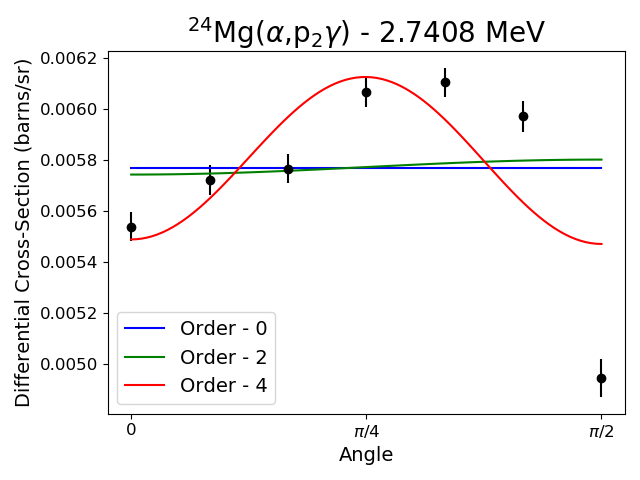 ²⁴Mg(α,p₂γ) - 2.7408 MeV
Differential Cross-Section (barns/sr)
0.0062
0.0060
0.0058
0.0056
0.0054
0.0052
0.0050
Order - 0
Order - 2
Order - 4
0
π/4
π/2
Angle